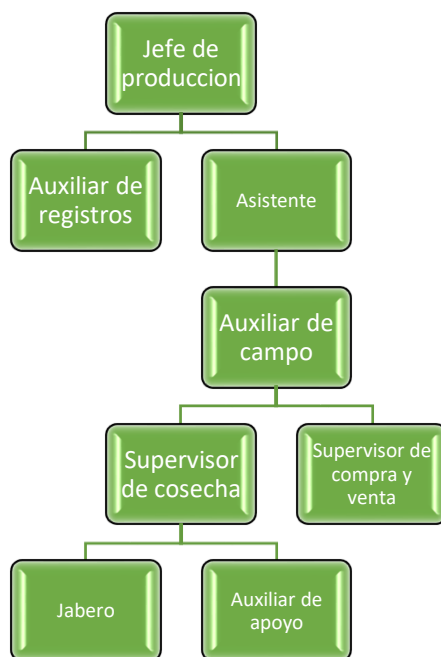 Jefe de
produccion
Auxiliar de
registros
Asistente
Auxiliar de
campo
Supervisor
de cosecha
Supervisor de
compra y
venta
Jabero
Auxiliar de
apoyo